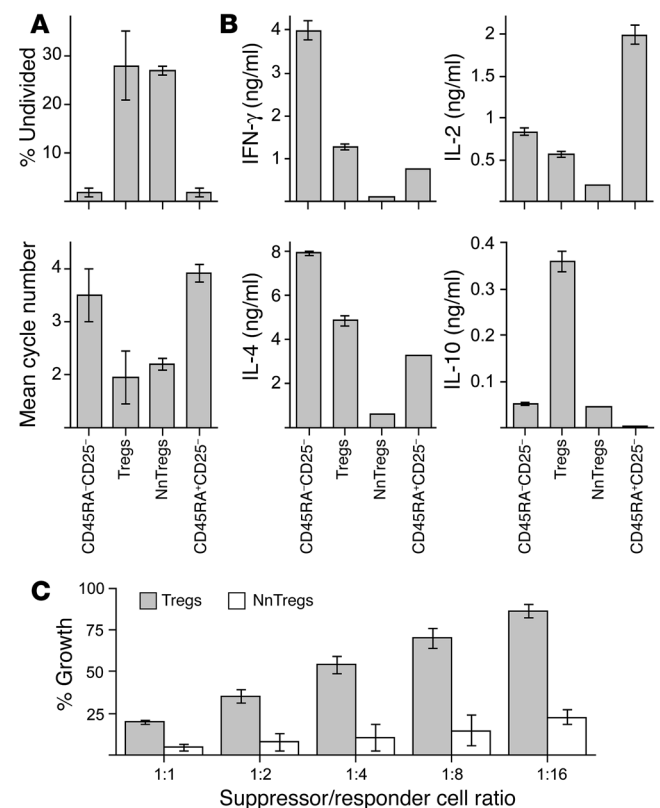 A
% Undivided
30
20
10
Mean cycle number
4
3
2
CD45RA⁻CD25⁻
Tregs
NnTregs
CD45RA⁺CD25⁻
B
IFN-γ (ng/ml)
4
3
2
1
IL-2 (ng/ml)
2
1.5
1
0.5
IL-4 (ng/ml)
8
6
4
2
CD45RA⁻CD25⁻
Tregs
NnTregs
CD45RA⁺CD25⁻
IL-10 (ng/ml)
0.4
0.3
0.2
0.1
CD45RA⁻CD25⁻
Tregs
NnTregs
CD45RA⁺CD25⁻
C
Tregs NnTregs
% Growth
100
75
50
25
1:1 1:2 1:4 1:8 1:16
Suppressor/responder cell ratio